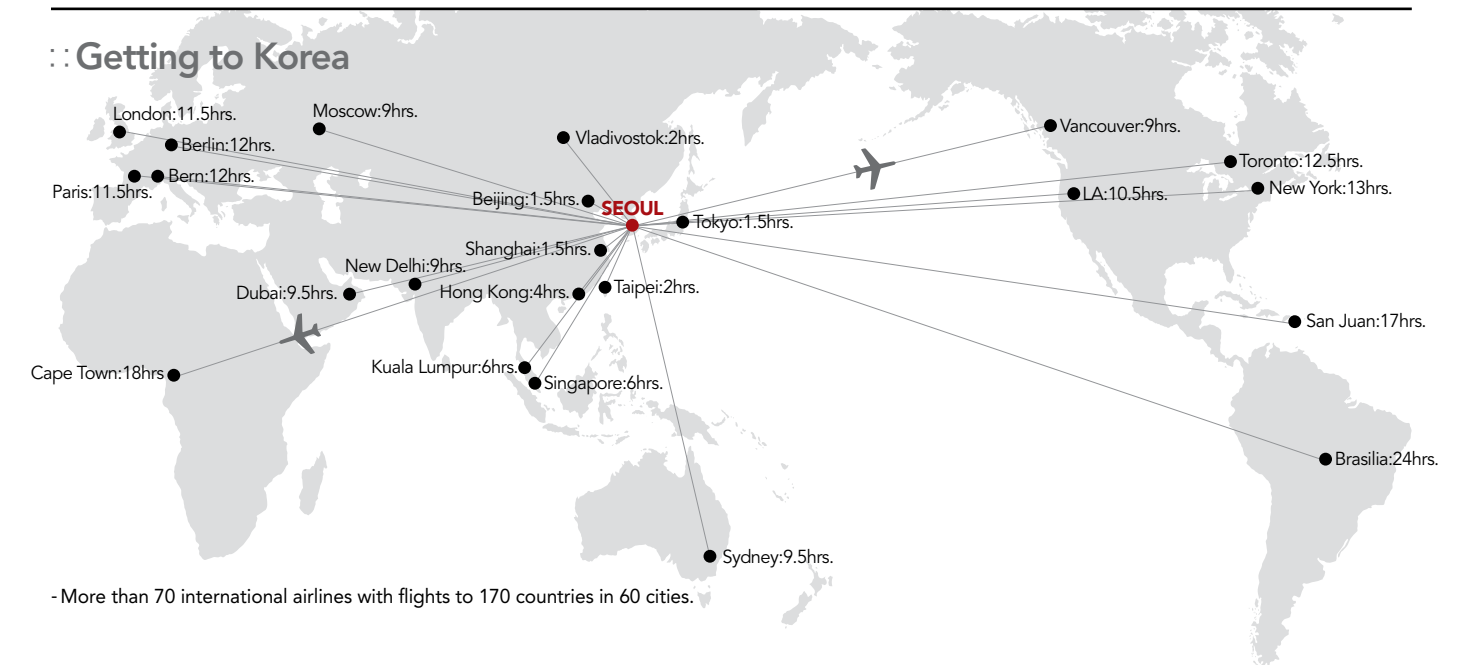 :: Getting to Korea
London:11.5hrs.
Moscow:9hrs.
Berlin:12hrs.
Vladivostok:2hrs.
Vancouver:9hrs.
Toronto:12.5hrs.
Paris:11.5hrs.
Bern:12hrs.
Beijing:1.5hrs.
SEOUL
LA:10.5hrs.
New York:13hrs.
Tokyo:1.5hrs.
Shanghai:1.5hrs.
New Delhi:9hrs.
Dubai:9.5hrs.
Hong Kong:4hrs.
Taipei:2hrs.
San Juan:17hrs.
Cape Town:18hrs
Kuala Lumpur:6hrs.
Singapore:6hrs.
Brasilia:24hrs.
Sydney:9.5hrs.
- More than 70 international airlines with flights to 170 countries in 60 cities.